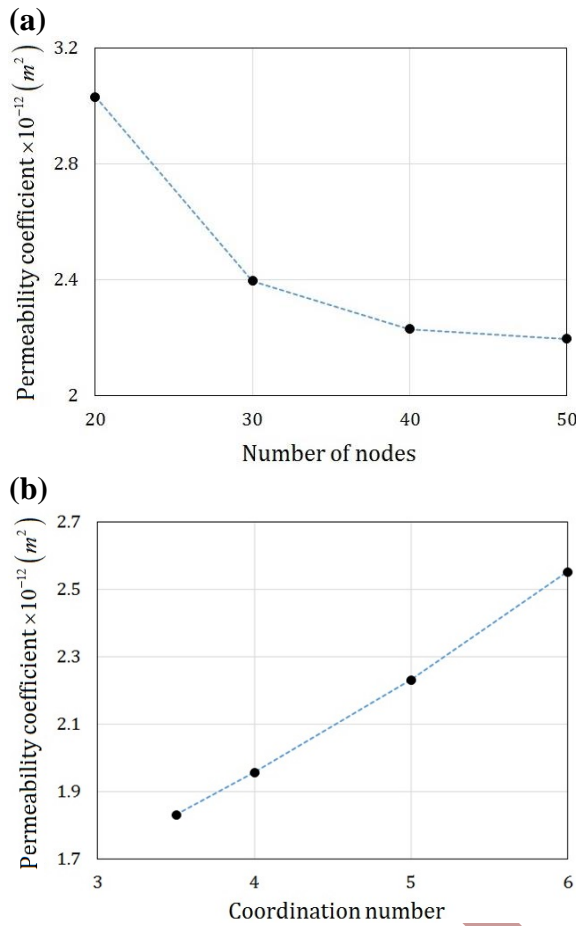 (a)
Permeability coefficient ×10⁻¹² (m²)
3.2
2.8
2.4
2
20 30 40 50
Number of nodes
(b)
Permeability coefficient ×10⁻¹² (m²)
2.7
2.5
2.3
2.1
1.9
1.7
3 4 5 6
Coordination number